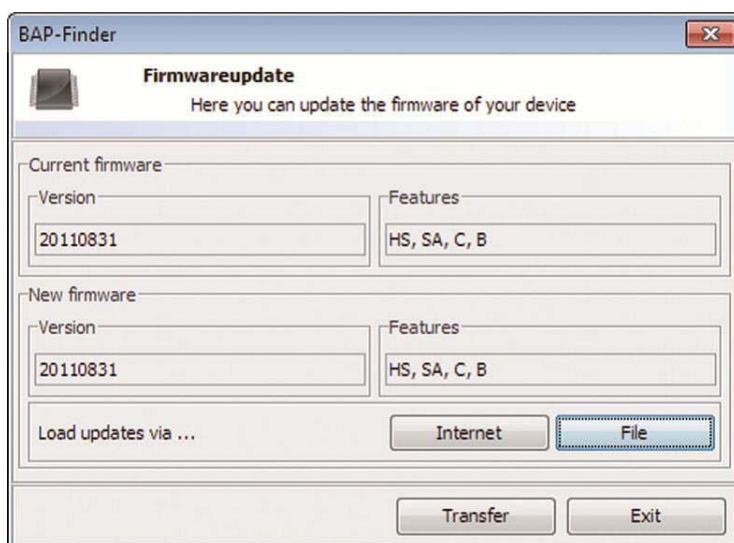 BAP-Finder
Firmwareupdate
Here you can update the firmware of your device
Current firmware
Version
Features
20110831
HS, SA, C, B
New firmware
Version
Features
20110831
HS, SA, C, B
Load updates via ...
Internet
File
Transfer
Exit